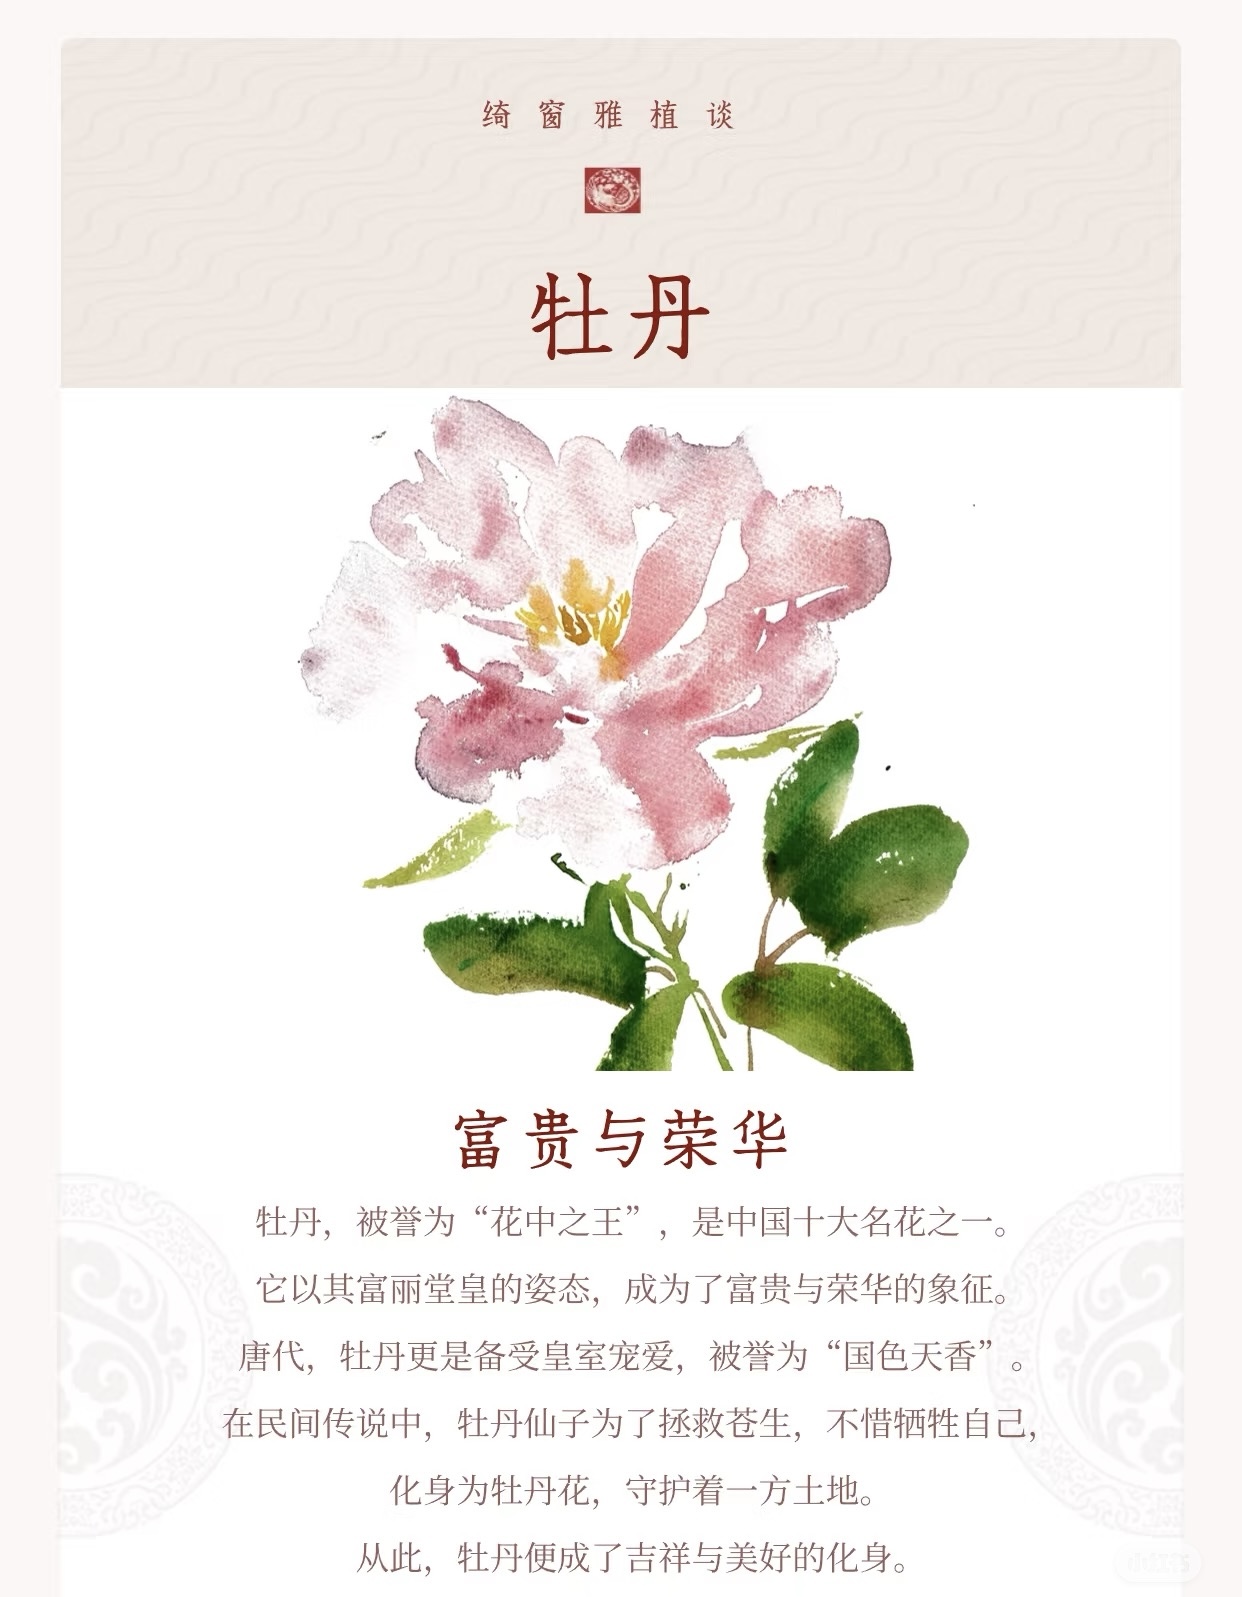 绮窗雅植谈
牡丹
富贵与荣华
牡丹，被誉为“花中之王”，是中国十大名花之一。
它以其富丽堂皇的姿态，成为了富贵与荣华的象征。
唐代，牡丹更是备受皇室宠爱，被誉为“国色天香”。
在民间传说中，牡丹仙子为了拯救苍生，不惜牺牲自己，
化身为牡丹花，守护着一方土地。
从此，牡丹便成了吉祥与美好的化身。